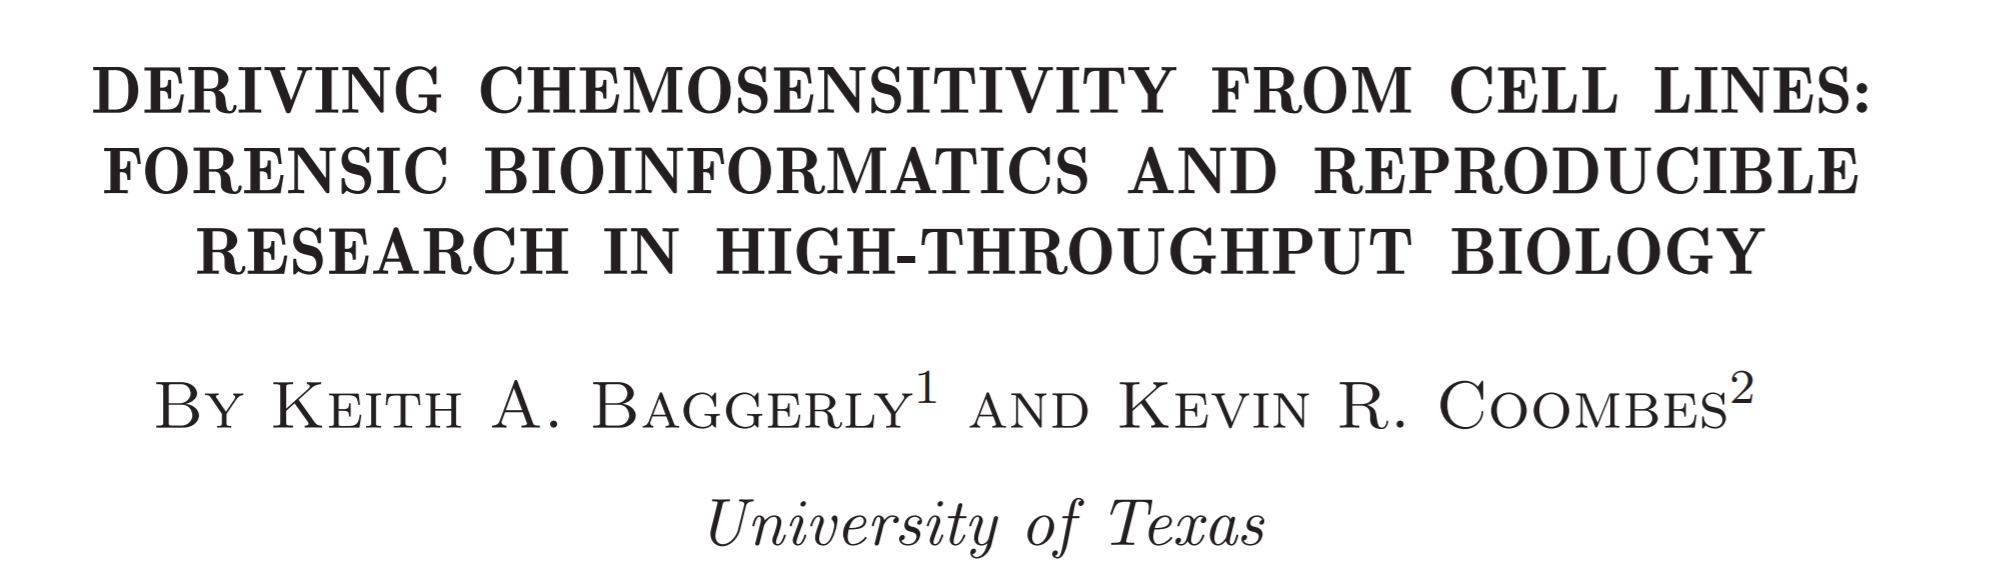 DERIVING CHEMOSENSITIVITY FROM CELL LINES:
FORENSIC BIOINFORMATICS AND REPRODUCIBLE
RESEARCH IN HIGH-THROUGHPUT BIOLOGY
By Keith A. Baggerly¹ and Kevin R. Coombes²
University of Texas